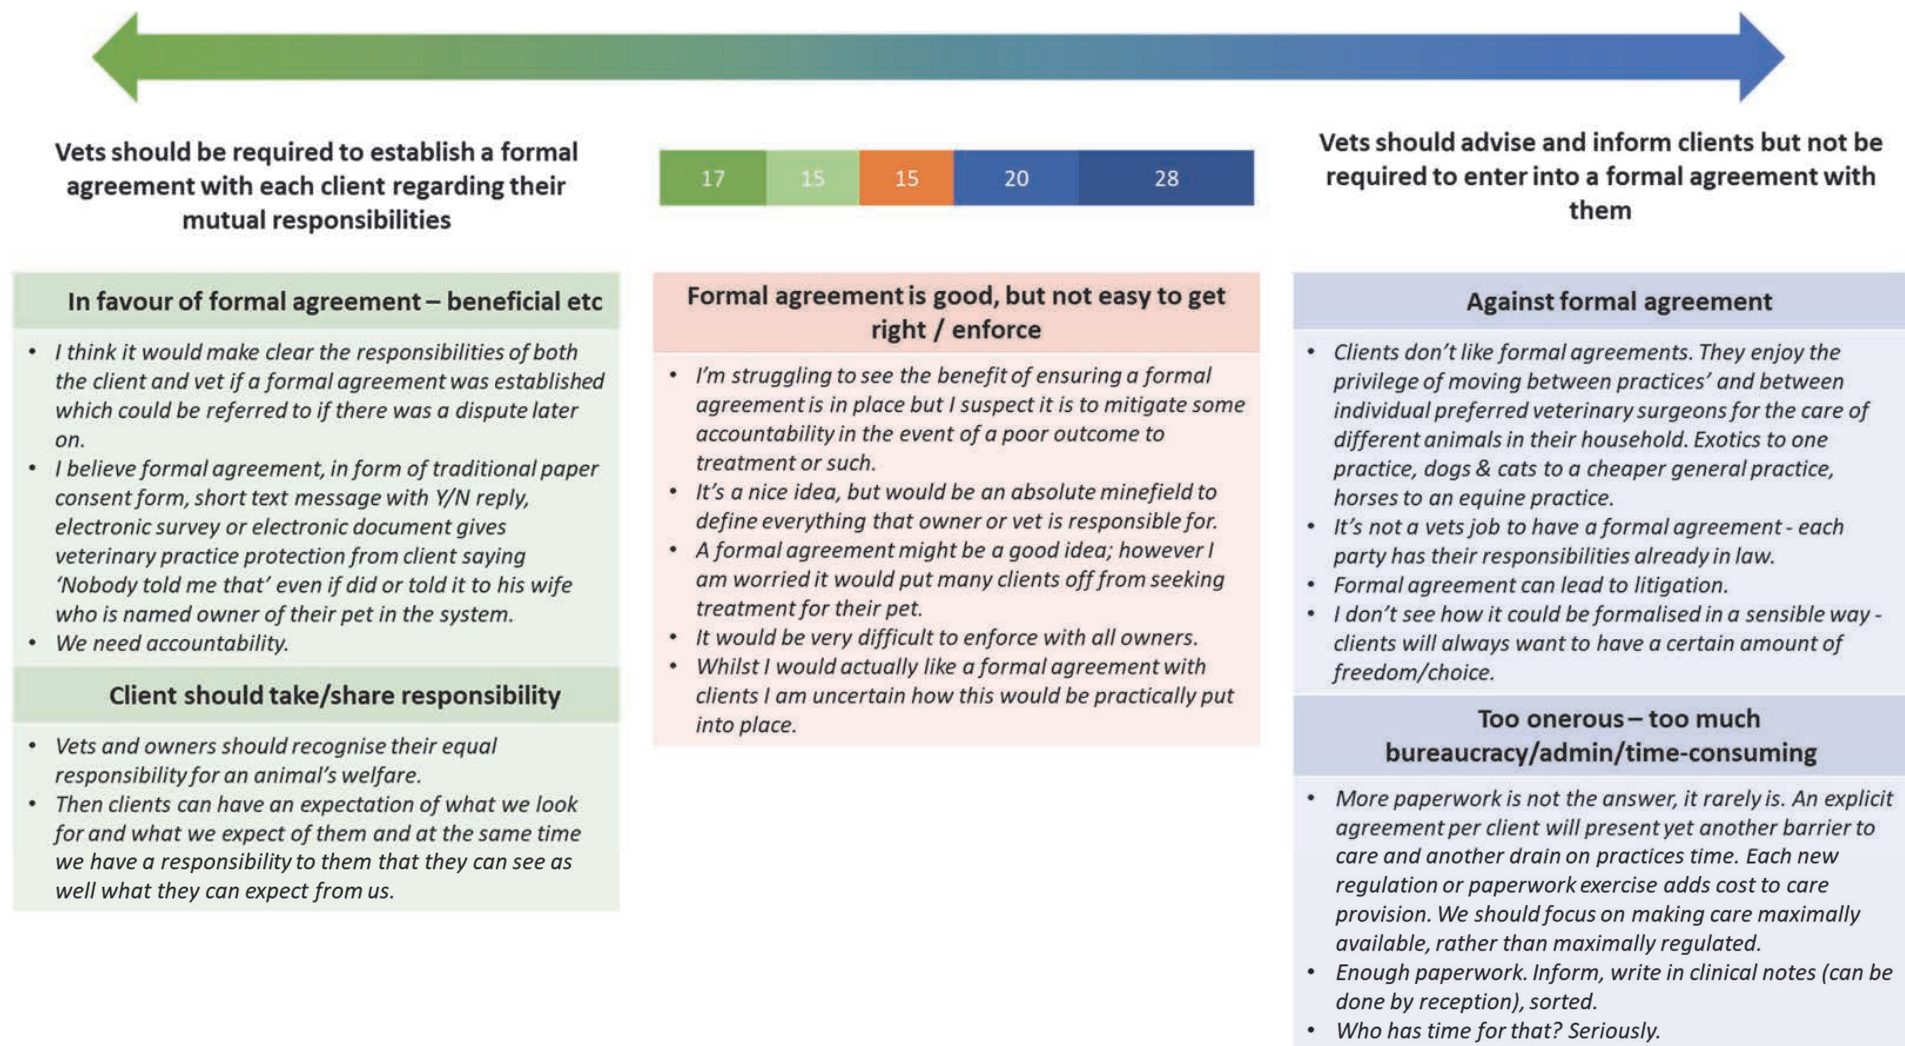 Vets should be required to establish a formal
agreement with each client regarding their
mutual responsibilities
17 15 15 20 28
Vets should advise and inform clients but not be
required to enter into a formal agreement with
them
In favour of formal agreement – beneficial etc
• I think it would make clear the responsibilities of both
the client and vet if a formal agreement was established
which could be referred to if there was a dispute later
on.
• I believe formal agreement, in form of traditional paper
consent form, short text message with Y/N reply,
electronic survey or electronic document gives
veterinary practice protection from client saying
‘Nobody told me that’ even if did or told it to his wife
who is named owner of their pet in the system.
• We need accountability.
Client should take/share responsibility
• Vets and owners should recognise their equal
responsibility for an animal’s welfare.
• Then clients can have an expectation of what we look
for and what we expect of them and at the same time
we have a responsibility to them that they can see as
well what they can expect from us.
Formal agreement is good, but not easy to get
right / enforce
• I’m struggling to see the benefit of ensuring a formal
agreement is in place but I suspect it is to mitigate some
accountability in the event of a poor outcome to
treatment or such.
• It’s a nice idea, but would be an absolute minefield to
define everything that owner or vet is responsible for.
• A formal agreement might be a good idea; however I
am worried it would put many clients off from seeking
treatment for their pet.
• It would be very difficult to enforce with all owners.
• Whilst I would actually like a formal agreement with
clients I am uncertain how this would be practically put
into place.
Against formal agreement
• Clients don’t like formal agreements. They enjoy the
privilege of moving between practices’ and between
individual preferred veterinary surgeons for the care of
different animals in their household. Exotics to one
practice, dogs & cats to a cheaper general practice,
horses to an equine practice.
• It’s not a vets job to have a formal agreement - each
party has their responsibilities already in law.
• Formal agreement can lead to litigation.
• I don’t see how it could be formalised in a sensible way -
clients will always want to have a certain amount of
freedom/choice.
Too onerous – too much
bureaucracy/admin/time-consuming
• More paperwork is not the answer, it rarely is. An explicit
agreement per client will present yet another barrier to
care and another drain on practices time. Each new
regulation or paperwork exercise adds cost to care
provision. We should focus on making care maximally
available, rather than maximally regulated.
• Enough paperwork. Inform, write in clinical notes (can be
done by reception), sorted.
• Who has time for that? Seriously.